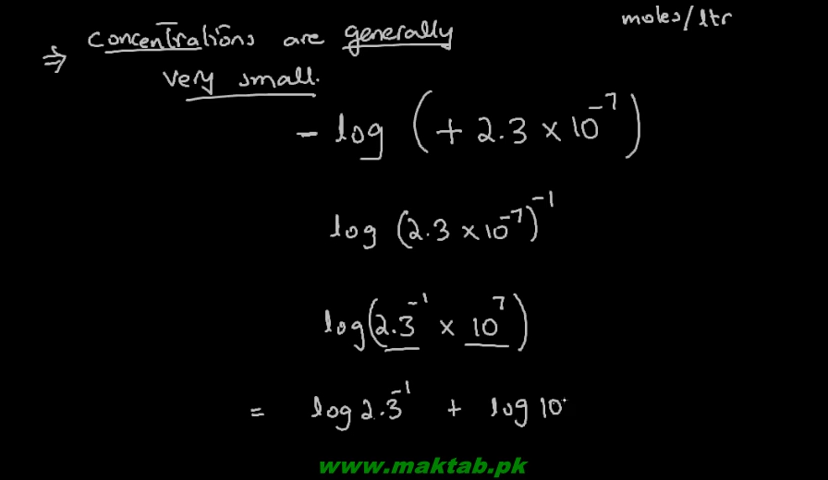 moles/ltr
⇒ Concentrations are generally
very small.
- log (+ 2.3 × 10⁻⁷)
log (2.3 × 10⁻⁷)⁻¹
log(2.3⁻¹ × 10⁷)
= log 2.3⁻¹ + log 10
www.maktab.pk